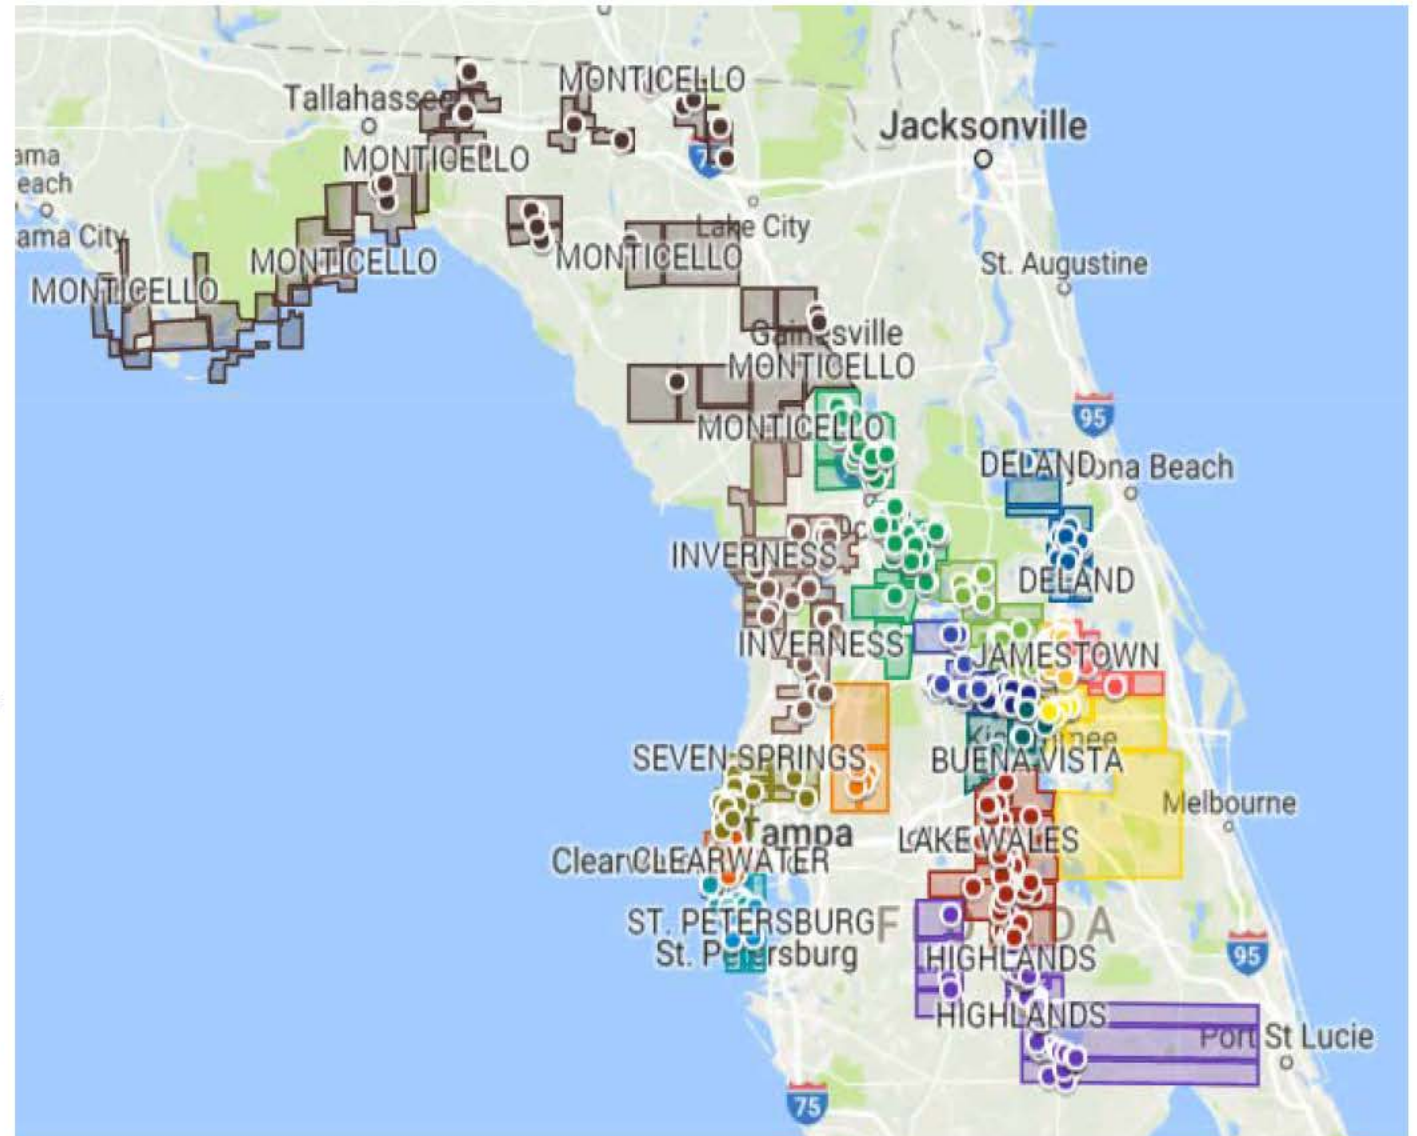 MONTICELLO
Tallahassee
Jacksonville
MONTICELLO
ama
each
ama City
Lake City
MONTICELLO
MONTICELLO
St. Augustine
MONTICELLO
Gainesville
MONTICELLO
95
MONTICELLO
DELAND
ona Beach
INVERNESS
DELAND
INVERNESS
JAMESTOWN
SEVEN SPRINGS
BUENA VISTA
Melbourne
Tampa
LAKE WALES
CLEARWATER
ST. PETERSBURG
St. Petersburg
HIGHLANDS
95
HIGHLANDS
Port St Lucie
75